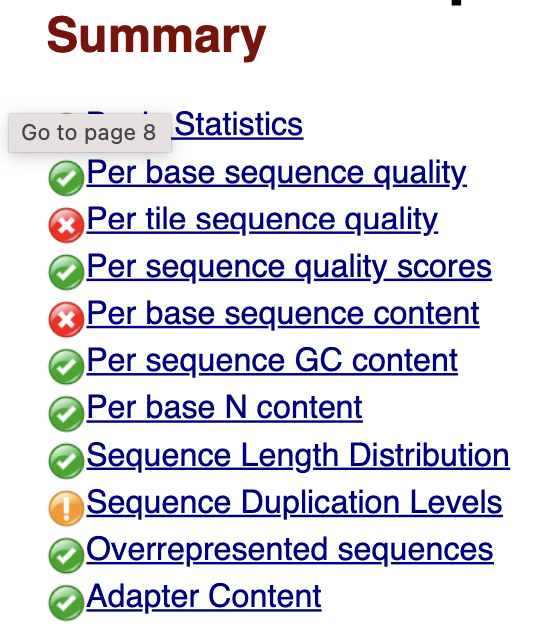 Summary
Statistics
Go to page 8
Per base sequence quality
Per tile sequence quality
Per sequence quality scores
Per base sequence content
Per sequence GC content
Per base N content
Sequence Length Distribution
Sequence Duplication Levels
Overrepresented sequences
Adapter Content